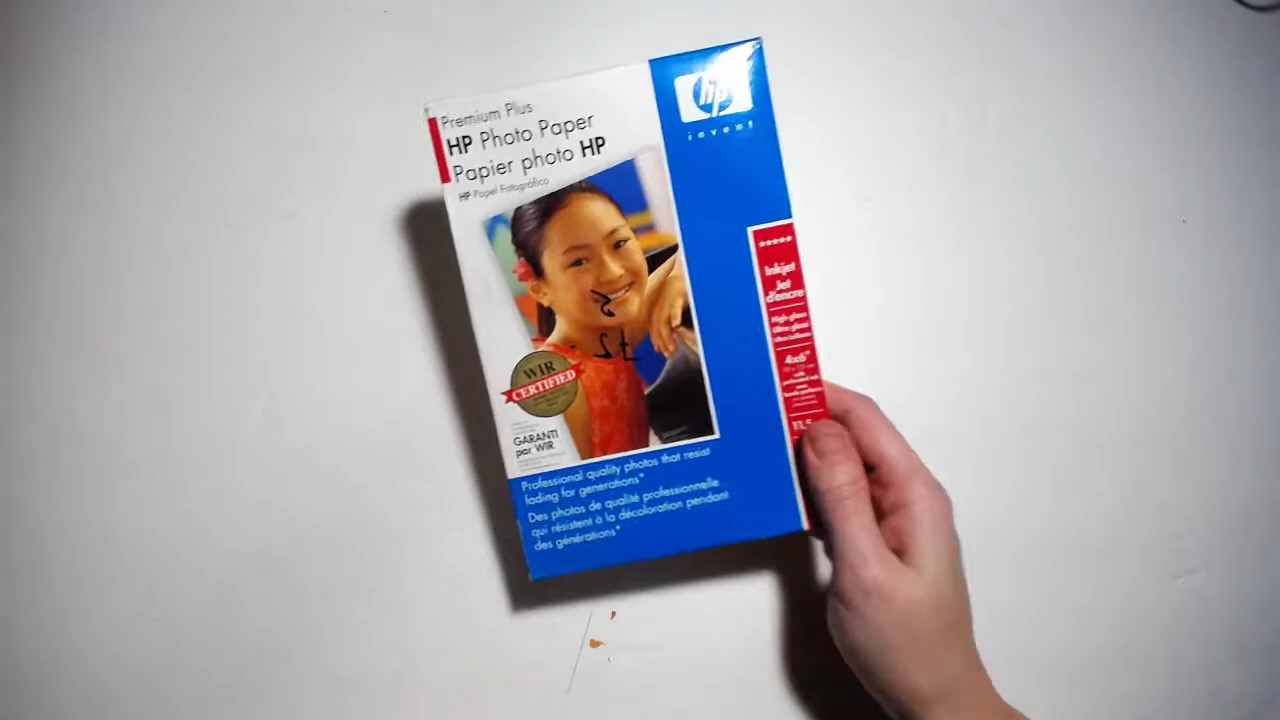 Premium Plus
HP Photo Paper
Papier photo HP
HP Papel Fotográfico
hp
invent
★★★★★
Inkjet
Jet
d'encre
High gloss
Ultra glossy
4x6"
WIR
CERTIFIED
GARANTI
par WIR
Professional quality photos that resist
fading for generations*
Des photos de qualité professionnelle
qui résistent à la décoloration pendant
des générations*